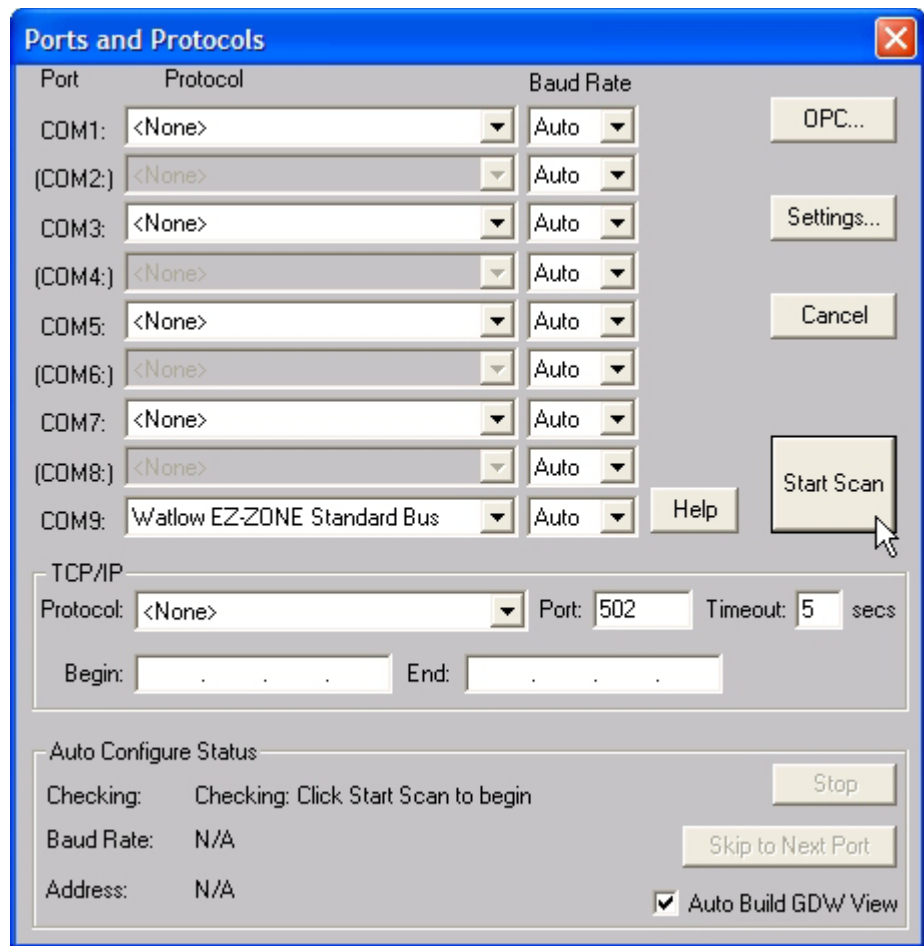 Ports and Protocols
Port Protocol Baud Rate
COM1: <None> Auto OPC...
(COM2:) <None> Auto
COM3: <None> Auto Settings...
(COM4:) <None> Auto
COM5: <None> Auto Cancel
(COM6:) <None> Auto
COM7: <None> Auto
(COM8:) <None> Auto Start Scan
COM9: Watlow EZ-ZONE Standard Bus Auto Help
TCP/IP
Protocol: <None> Port: 502 Timeout: 5 secs
Begin: . . . End: . . .
Auto Configure Status
Checking: Checking: Click Start Scan to begin Stop
Baud Rate: N/A Skip to Next Port
Address: N/A Auto Build GDW View